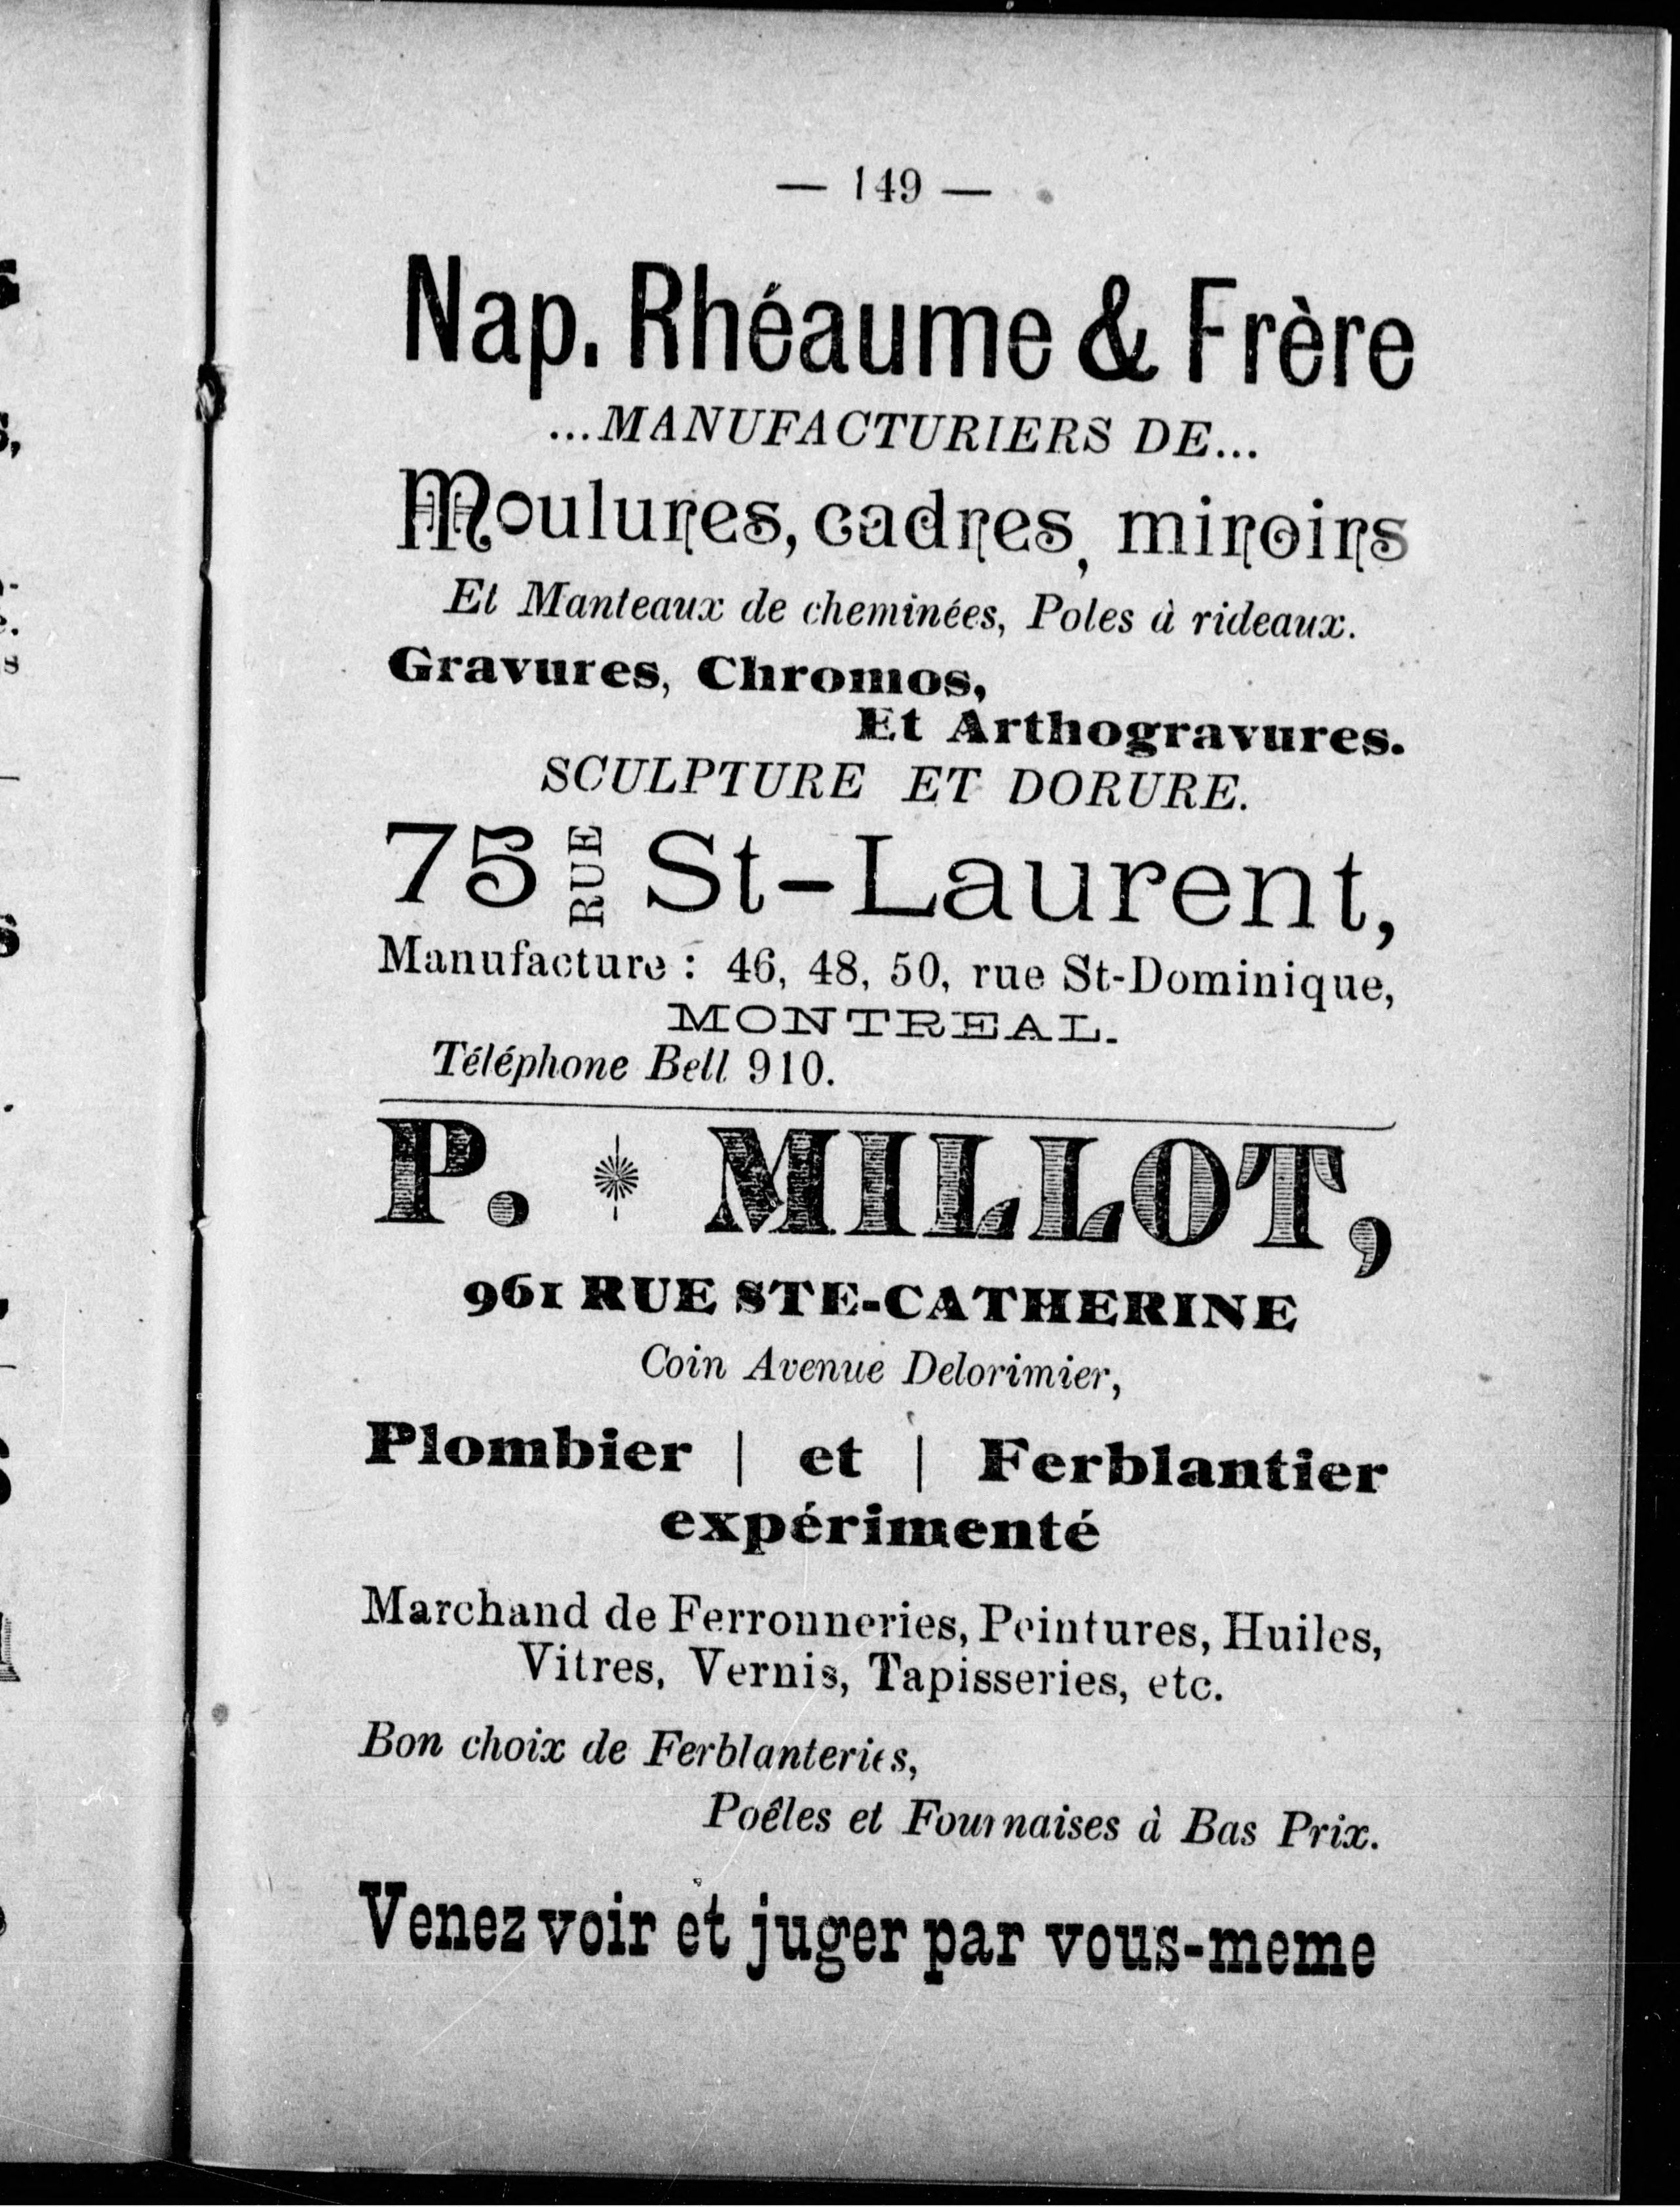 — 149 —
Nap. Rhéaume & Frère
...MANUFACTURIERS DE...
Moulures, cadres, miroirs
Et Manteaux de cheminées, Poles à rideaux.
Gravures, Chromos,
Et Arthogravures.
SCULPTURE ET DORURE.
75 RUE St-Laurent,
Manufacture : 46, 48, 50, rue St-Dominique,
MONTREAL.
Téléphone Bell 910.
P. MILLOT,
961 RUE STE-CATHERINE
Coin Avenue Delorimier,
Plombier | et | Ferblantier
expérimenté
Marchand de Ferronneries, Peintures, Huiles,
Vitres, Vernis, Tapisseries, etc.
Bon choix de Ferblanteries,
Poêles et Fournaises à Bas Prix.
Venez voir et juger par vous-meme